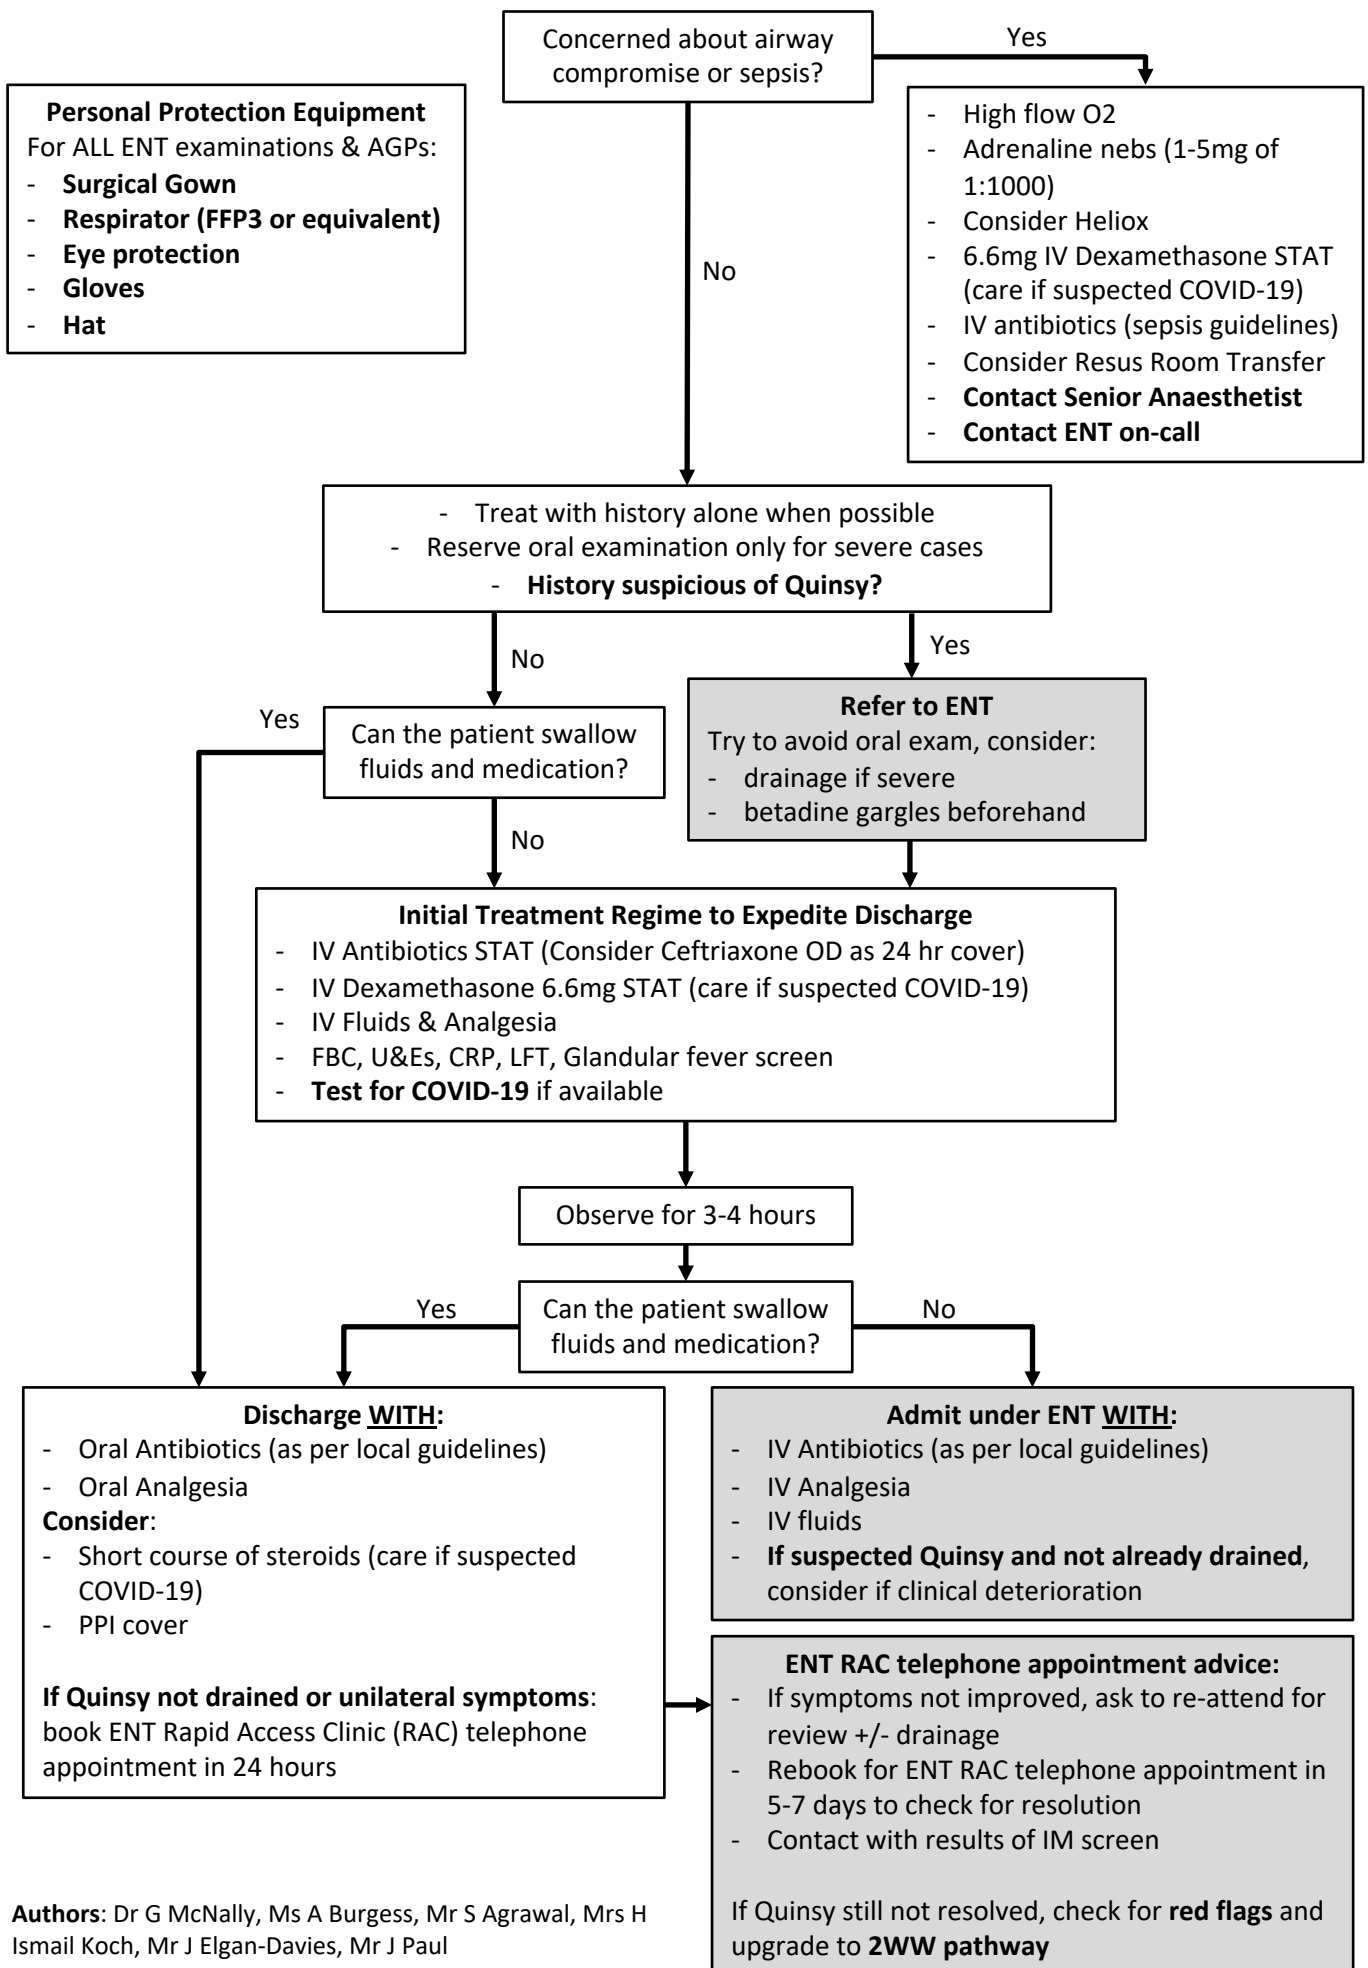 Concerned about airway
compromise or sepsis?
Yes
Personal Protection Equipment
For ALL ENT examinations & AGPs:
- Surgical Gown
- Respirator (FFP3 or equivalent)
- Eye protection
- Gloves
- Hat
- High flow O2
- Adrenaline nebs (1-5mg of
1:1000)
- Consider Heliox
- 6.6mg IV Dexamethasone STAT
(care if suspected COVID-19)
- IV antibiotics (sepsis guidelines)
- Consider Resus Room Transfer
- Contact Senior Anaesthetist
- Contact ENT on-call
No
- Treat with history alone when possible
- Reserve oral examination only for severe cases
- History suspicious of Quinsy?
No
Yes
Yes
Can the patient swallow
fluids and medication?
Refer to ENT
Try to avoid oral exam, consider:
- drainage if severe
- betadine gargles beforehand
No
Initial Treatment Regime to Expedite Discharge
- IV Antibiotics STAT (Consider Ceftriaxone OD as 24 hr cover)
- IV Dexamethasone 6.6mg STAT (care if suspected COVID-19)
- IV Fluids & Analgesia
- FBC, U&Es, CRP, LFT, Glandular fever screen
- Test for COVID-19 if available
Observe for 3-4 hours
Yes
Can the patient swallow
fluids and medication?
No
Discharge WITH:
- Oral Antibiotics (as per local guidelines)
- Oral Analgesia
Consider:
- Short course of steroids (care if suspected
COVID-19)
- PPI cover
If Quinsy not drained or unilateral symptoms:
book ENT Rapid Access Clinic (RAC) telephone
appointment in 24 hours
Admit under ENT WITH:
- IV Antibiotics (as per local guidelines)
- IV Analgesia
- IV fluids
- If suspected Quinsy and not already drained,
consider if clinical deterioration
ENT RAC telephone appointment advice:
- If symptoms not improved, ask to re-attend for
review +/- drainage
- Rebook for ENT RAC telephone appointment in
5-7 days to check for resolution
- Contact with results of IM screen
If Quinsy still not resolved, check for red flags and
upgrade to 2WW pathway
Authors: Dr G McNally, Ms A Burgess, Mr S Agrawal, Mrs H
Ismail Koch, Mr J Elgan-Davies, Mr J Paul